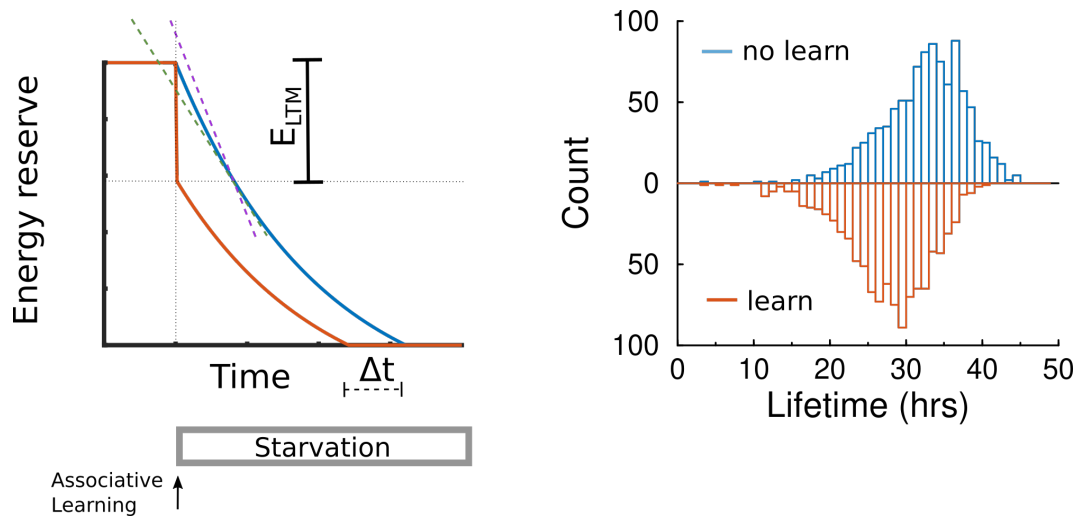 Energy reserve
E_LTM
Time
Δt
Starvation
Associative
Learning
Count
100
50
0
50
100
no learn
learn
0 10 20 30 40 50
Lifetime (hrs)